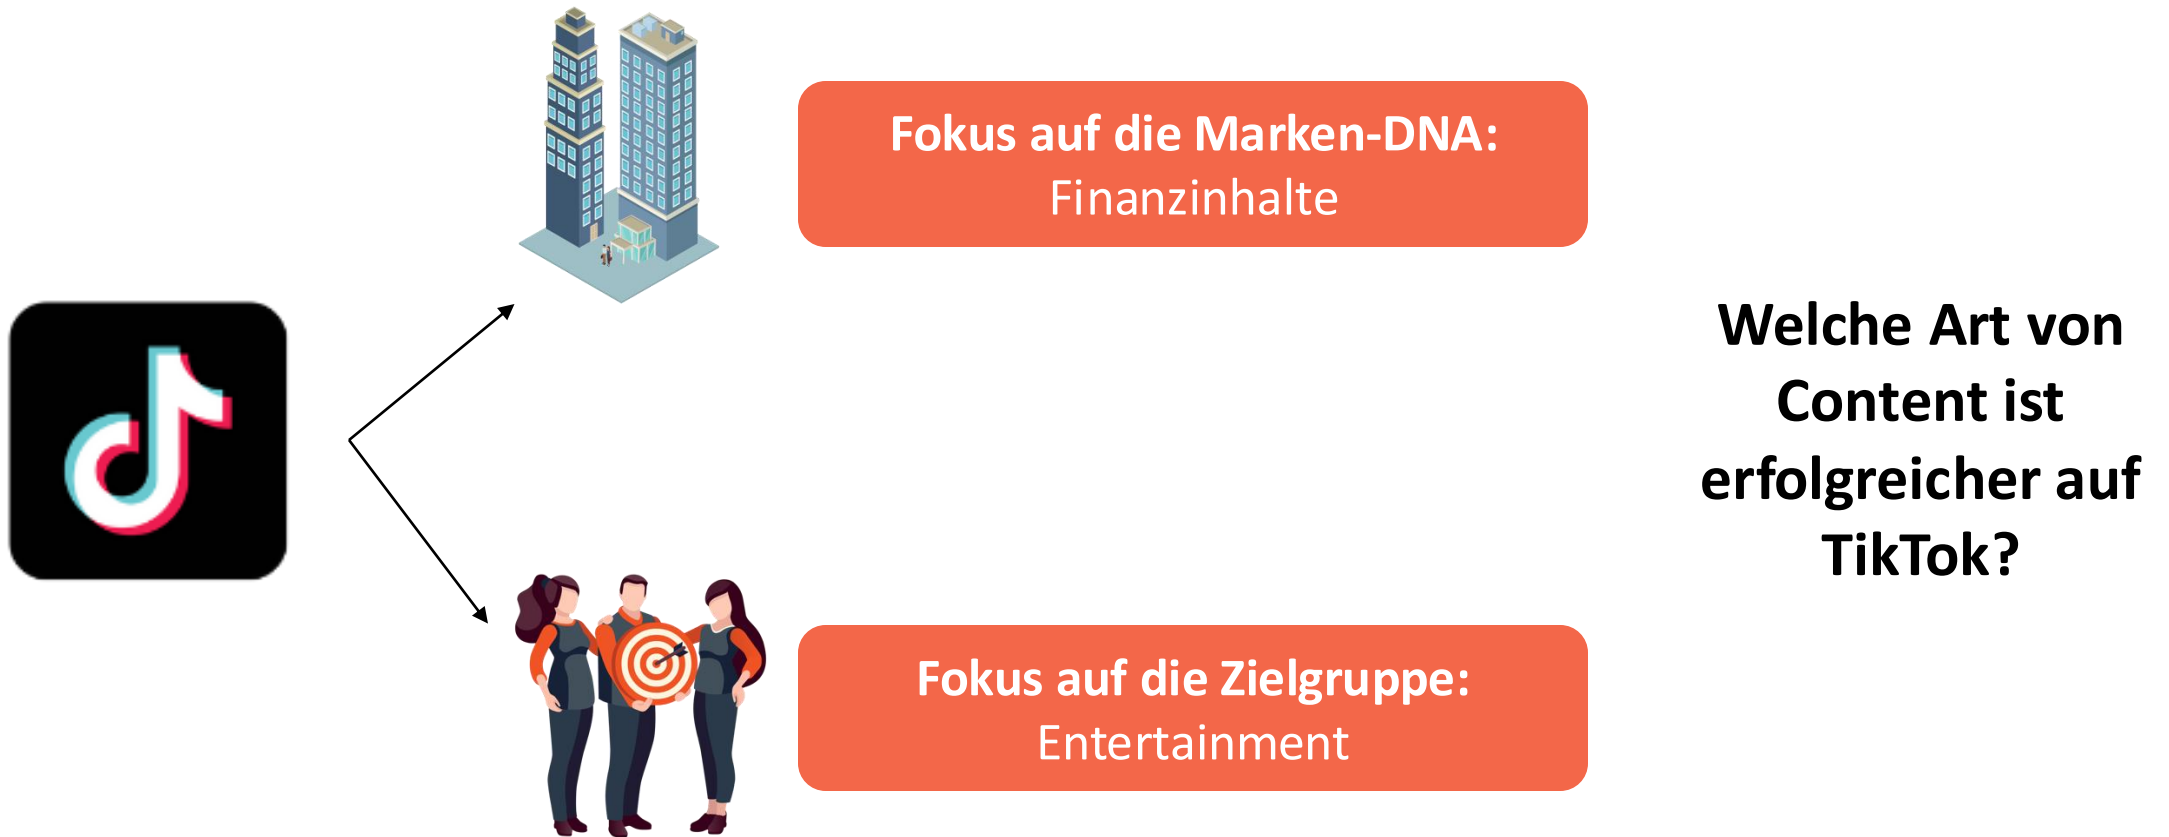 Fokus auf die Marken-DNA:
Finanzinhalte
Welche Art von
Content ist
erfolgreicher auf
TikTok?
Fokus auf die Zielgruppe:
Entertainment